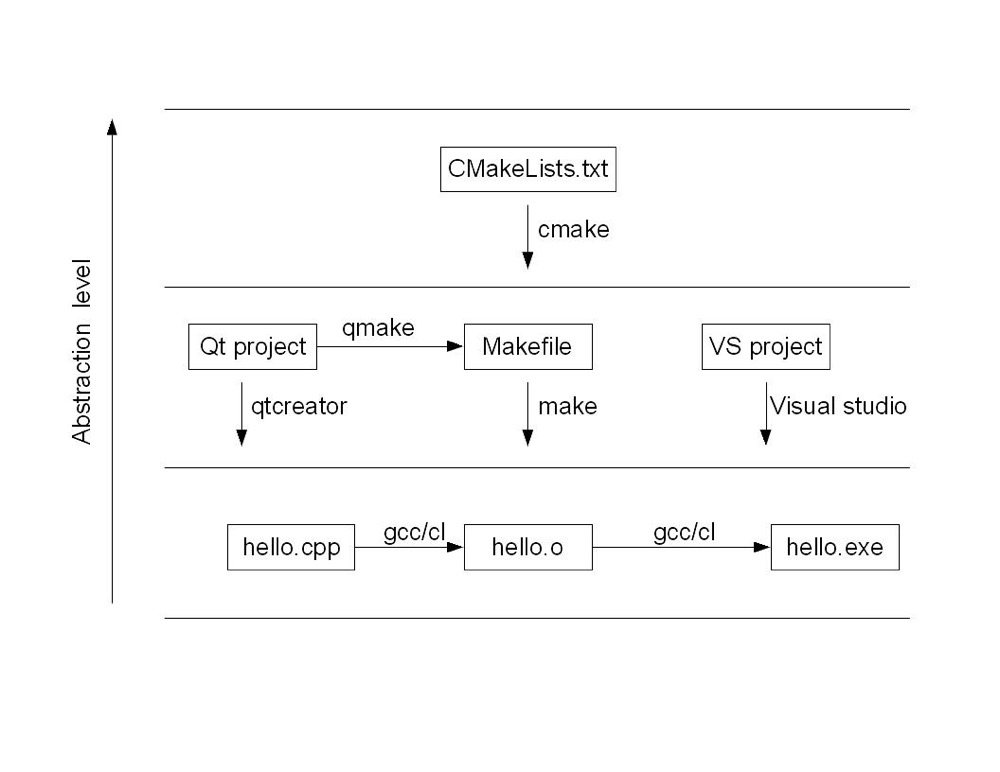 CMakeLists.txt
cmake
Abstraction level
Qt project
qmake
Makefile
VS project
qtcreator
make
Visual studio
hello.cpp
gcc/cl
hello.o
gcc/cl
hello.exe